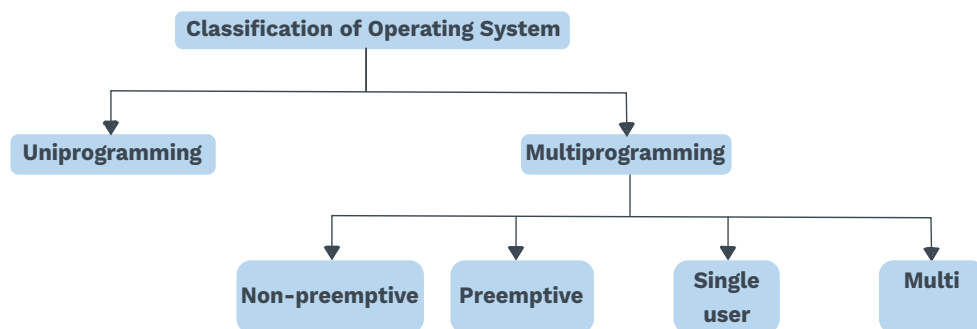 Classification of Operating System
Uniprogramming
Multiprogramming
Non-preemptive
Preemptive
Single
user
Multi